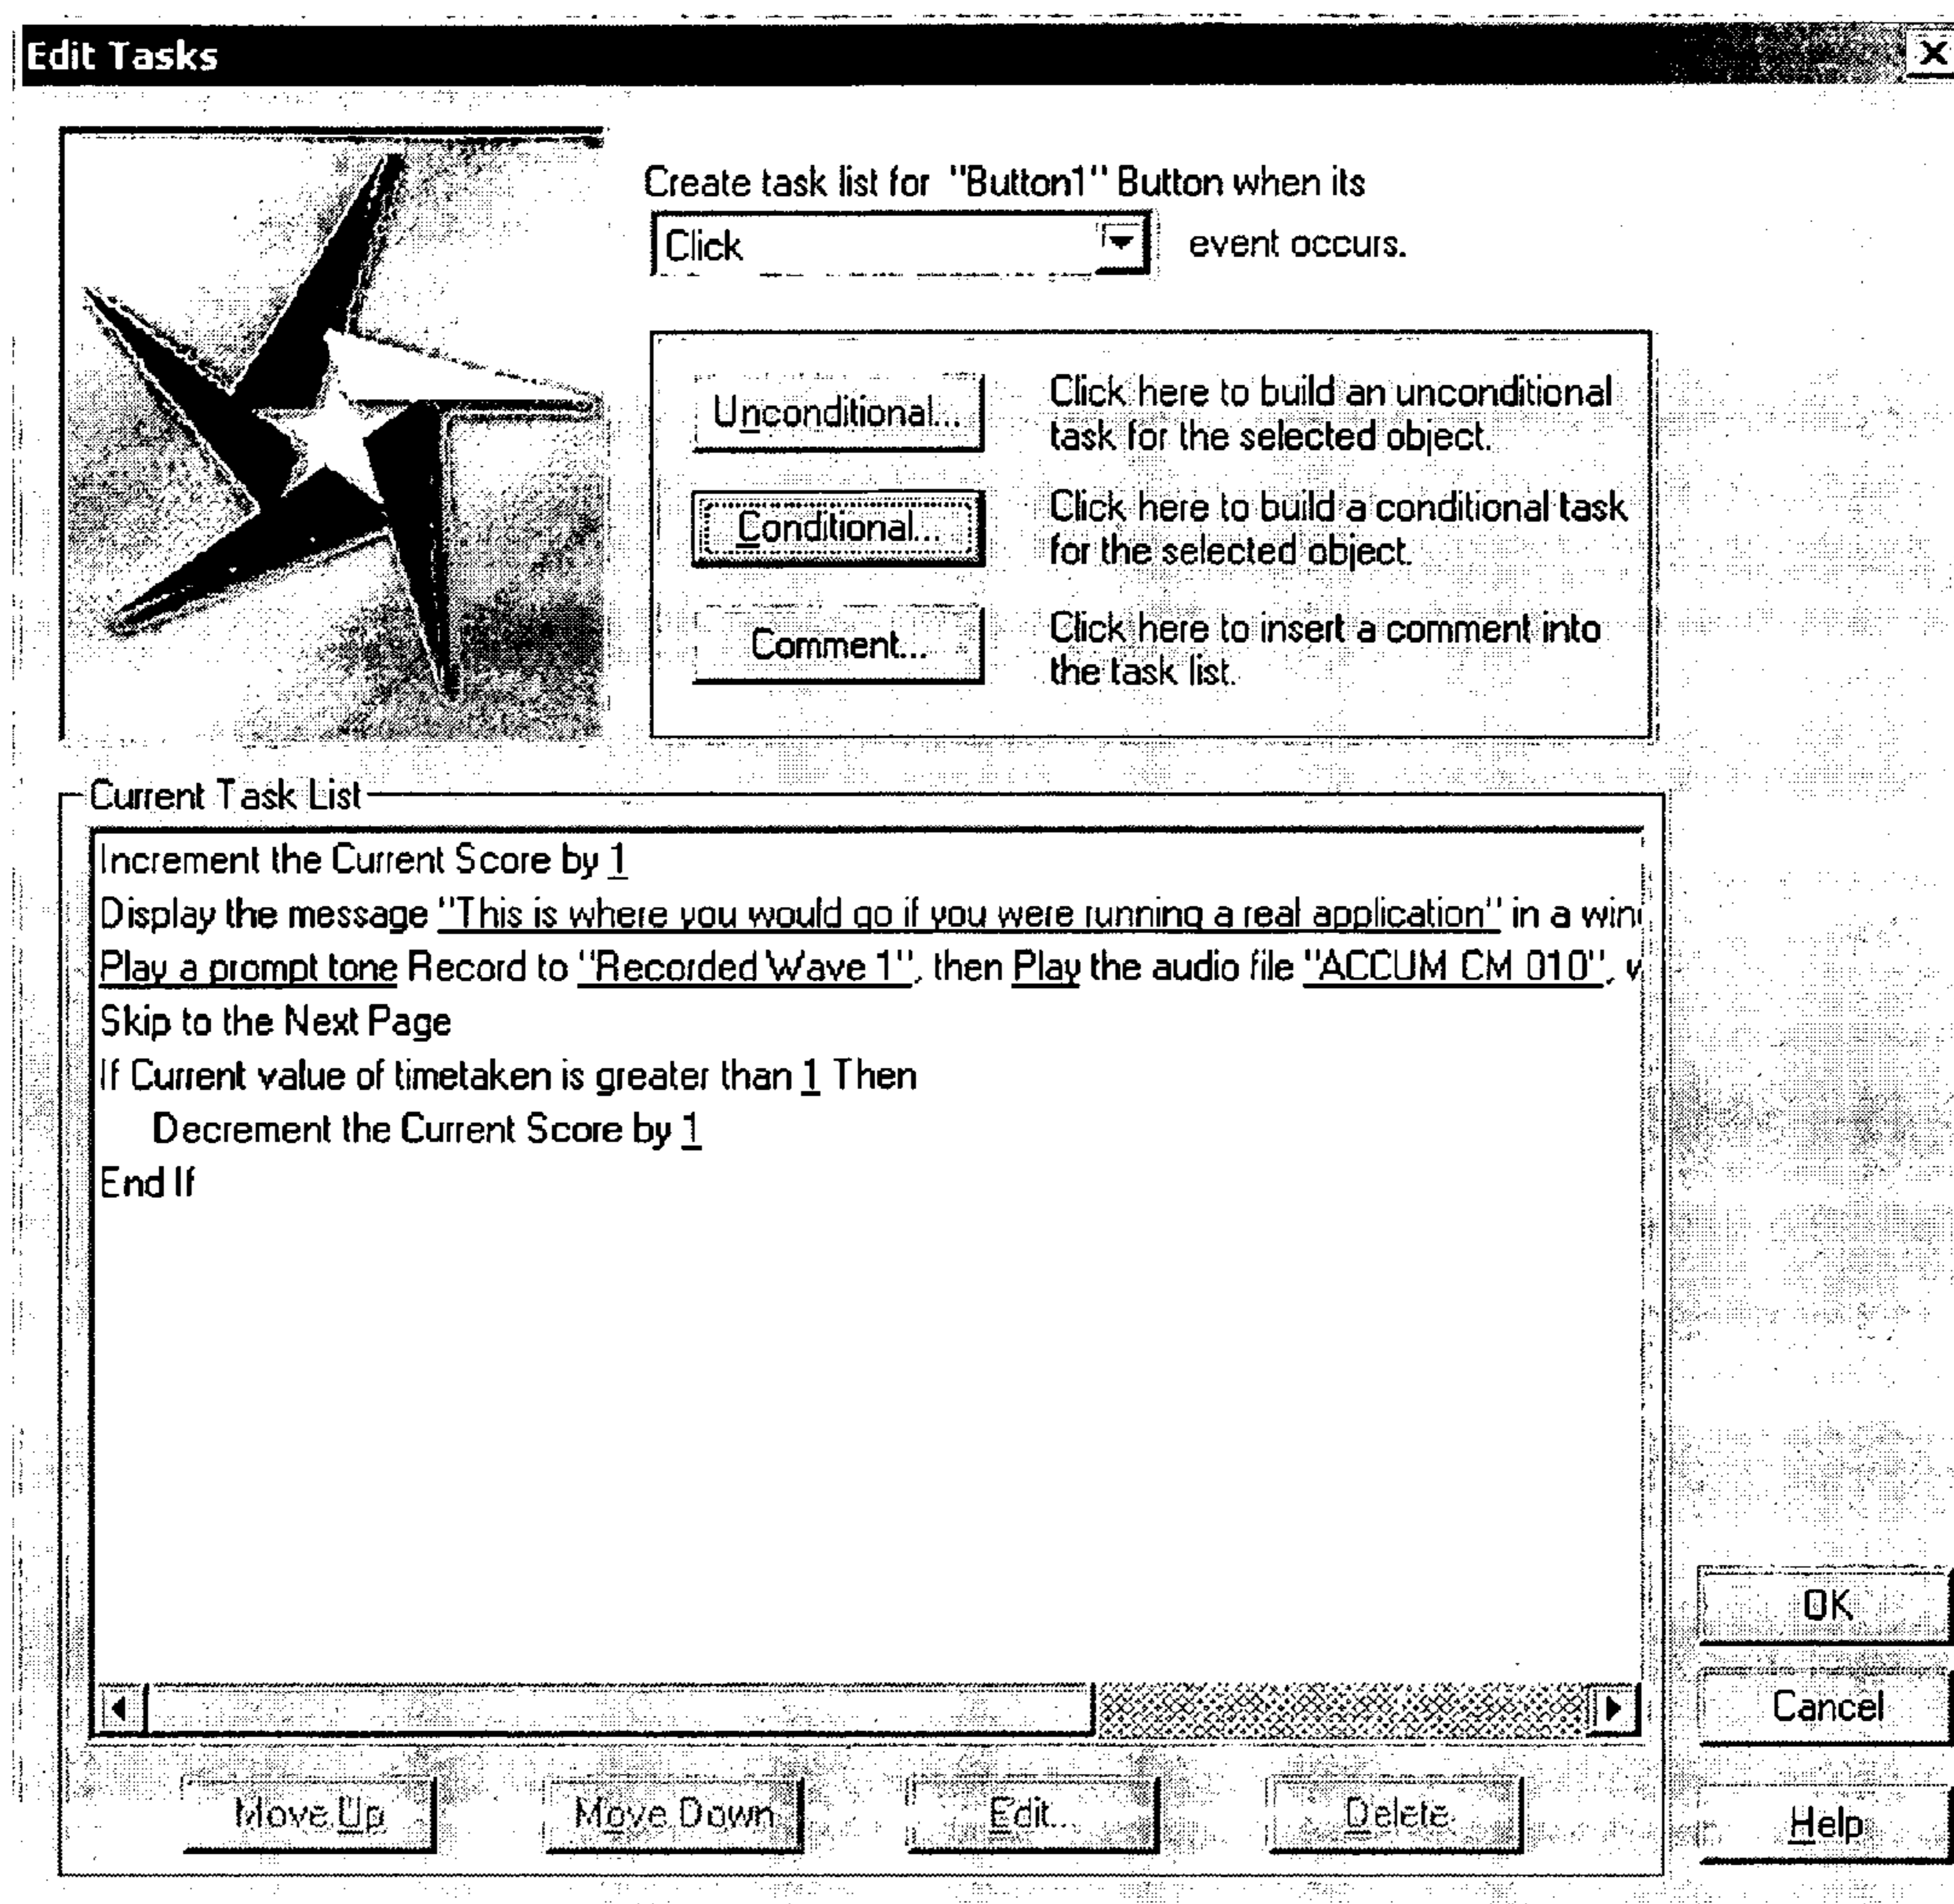 Edit Tasks
Create task list for "Button1" Button when its
Click
event occurs.
Unconditional...
Click here to build an unconditional
task for the selected object.
Conditional...
Click here to build a conditional task
for the selected object.
Comment...
Click here to insert a comment into
the task list.
Current Task List
Increment the Current Score by 1
Display the message "This is where you would go if you were running a real application" in a
Play a prompt tone Record to "Recorded Wave 1", then Play the audio file "ACCUM CM 010",
Skip to the Next Page
If Current value of timetaken is greater than 1 Then
Decrement the Current Score by 1
End If
Move Up
Move Down
Edit...
Delete
OK
Cancel
Help